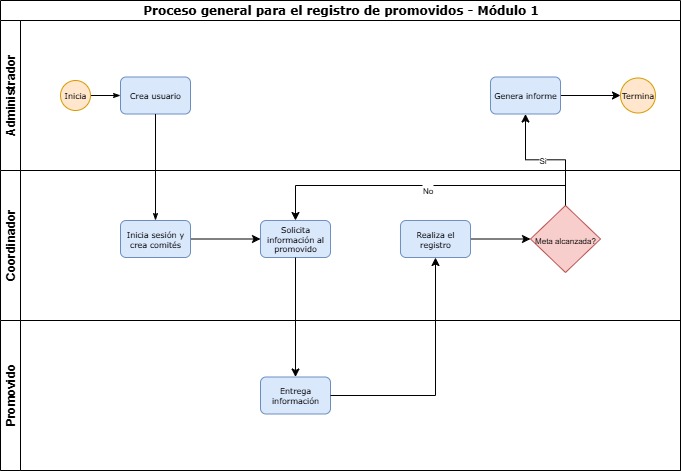 Proceso general para el registro de promovidos - Módulo 1
Administrador
Inicia
Crea usuario
Genera informe
Termina
Sí
Coordinador
No
Inicia sesión y
crea comités
Solicita
información al
promovido
Realiza el
registro
Meta alcanzada?
Promovido
Entrega
información